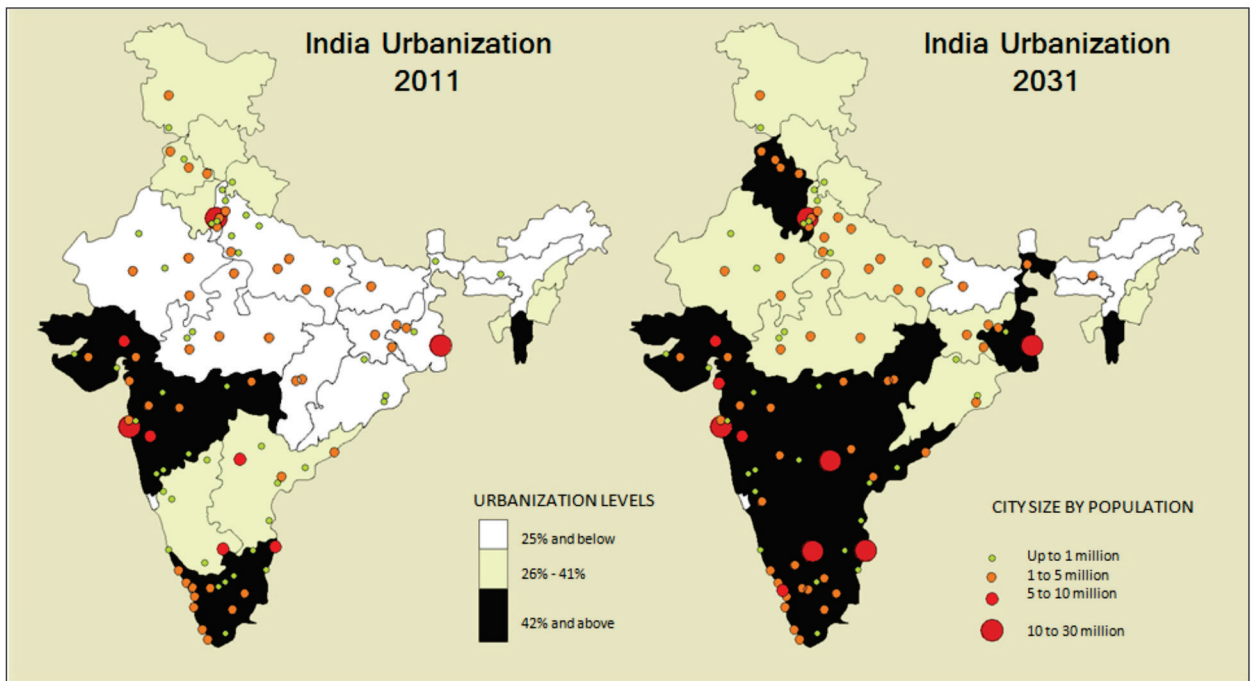 India Urbanization
2011
India Urbanization
2031
URBANIZATION LEVELS
25% and below
26% - 41%
42% and above
CITY SIZE BY POPULATION
Up to 1 million
1 to 5 million
5 to 10 million
10 to 30 million